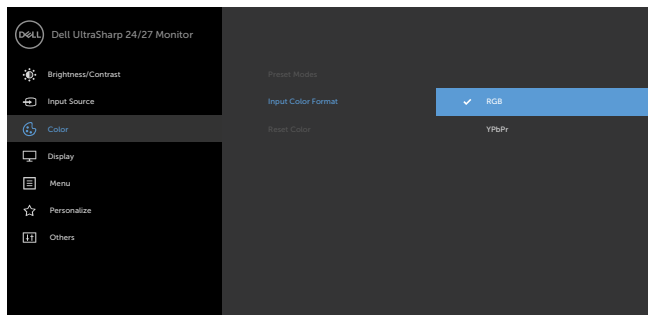 DELL Dell UltraSharp 24/27 Monitor
Brightness/Contrast Preset Modes
Input Source Input Color Format RGB
Color Reset Color YPbPr
Display
Menu
Personalize
Others